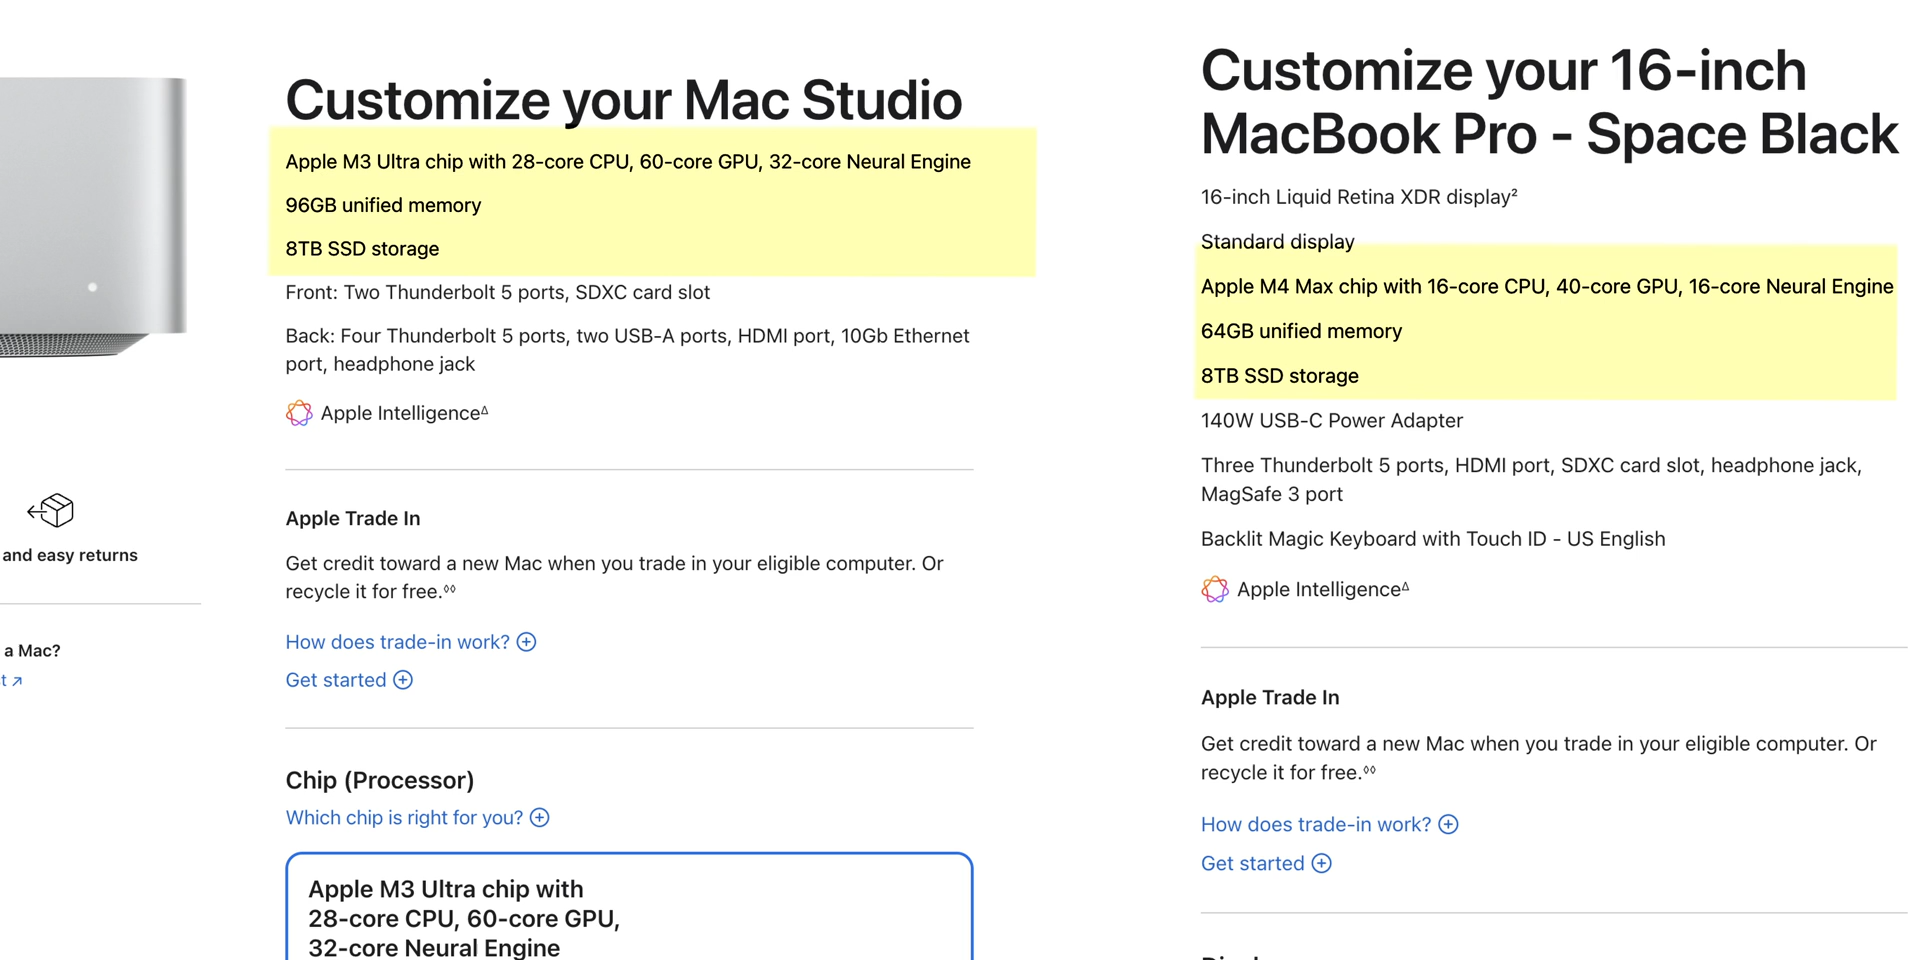 and easy returns
a Mac?
t ↗
Customize your Mac Studio
Apple M3 Ultra chip with 28-core CPU, 60-core GPU, 32-core Neural Engine
96GB unified memory
8TB SSD storage
Front: Two Thunderbolt 5 ports, SDXC card slot
Back: Four Thunderbolt 5 ports, two USB-A ports, HDMI port, 10Gb Ethernet
port, headphone jack
Apple Intelligence∆
Apple Trade In
Get credit toward a new Mac when you trade in your eligible computer. Or
recycle it for free.◊◊
How does trade-in work?
Get started
Chip (Processor)
Which chip is right for you?
Apple M3 Ultra chip with
28-core CPU, 60-core GPU,
32-core Neural Engine
Customize your 16-inch
MacBook Pro - Space Black
16-inch Liquid Retina XDR display²
Standard display
Apple M4 Max chip with 16-core CPU, 40-core GPU, 16-core Neural Engine
64GB unified memory
8TB SSD storage
140W USB-C Power Adapter
Three Thunderbolt 5 ports, HDMI port, SDXC card slot, headphone jack,
MagSafe 3 port
Backlit Magic Keyboard with Touch ID - US English
Apple Intelligence∆
Apple Trade In
Get credit toward a new Mac when you trade in your eligible computer. Or
recycle it for free.◊◊
How does trade-in work?
Get started